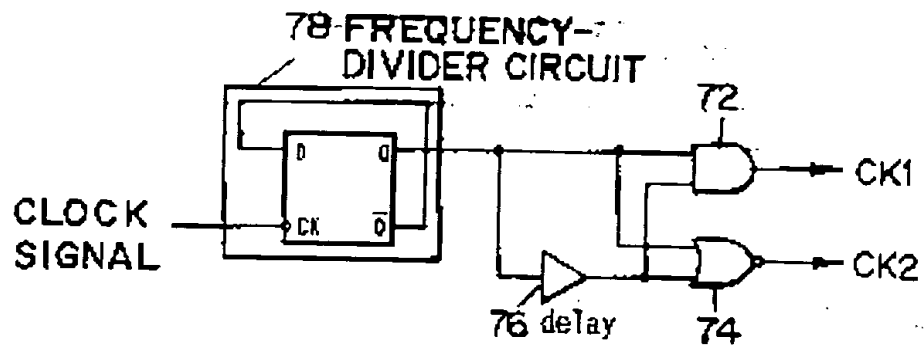 78 FREQUENCY-
DIVIDER CIRCUIT
72
D
Q
CK1
CLOCK
SIGNAL
CK
Q̅
CK2
76 delay
74